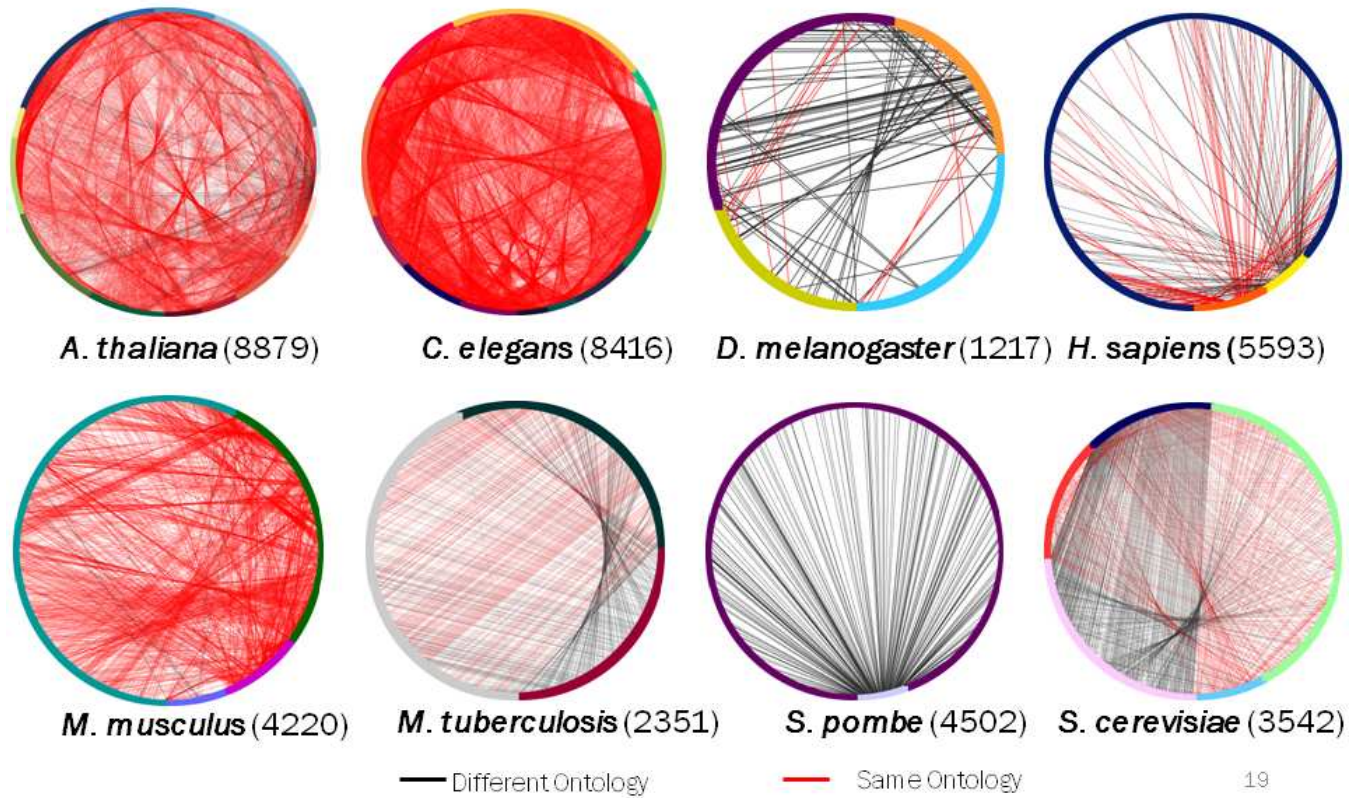 A. thaliana (8879) C. elegans (8416) D. melanogaster (1217) H. sapiens (5593)
M. musculus (4220) M. tuberculosis (2351) S. pombe (4502) S. cerevisiae (3542)
Different Ontology Same Ontology 19